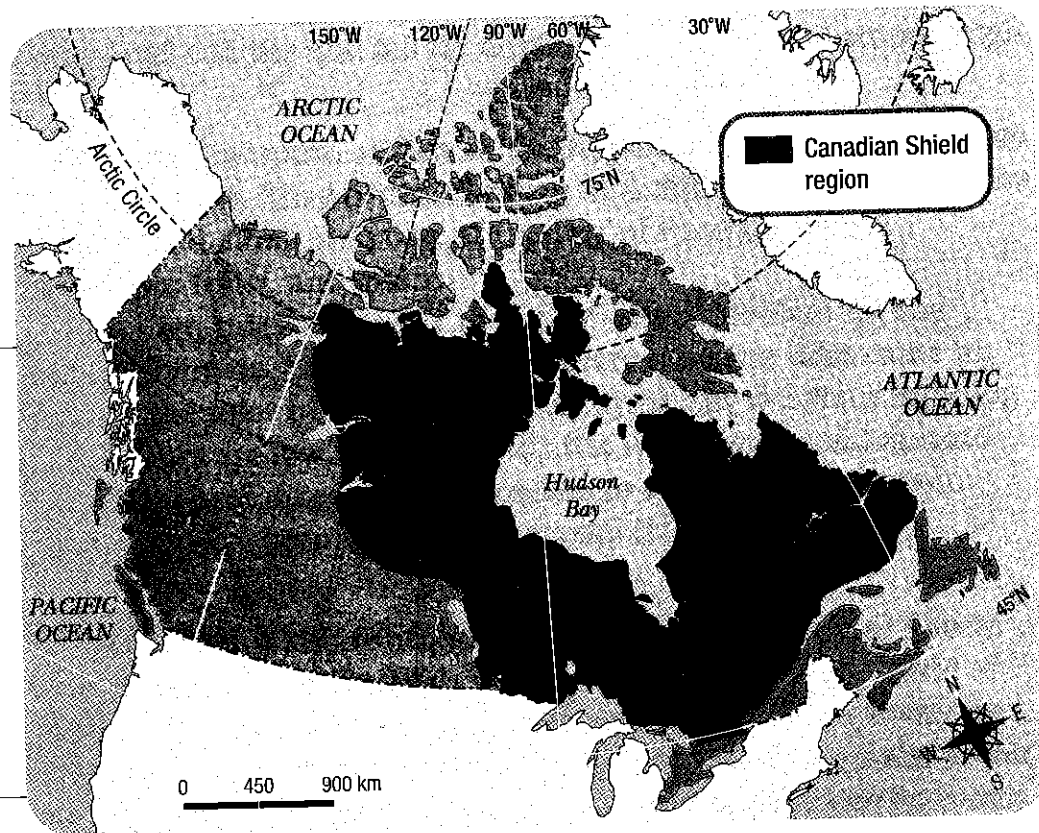 150°W
120°W
90°W
60°W
30°W
ARCTIC
OCEAN
Canadian Shield
region
Arctic Circle
75°N
ATLANTIC
OCEAN
Hudson
Bay
PACIFIC
OCEAN
45°N
N
E
S
0 450 900 km